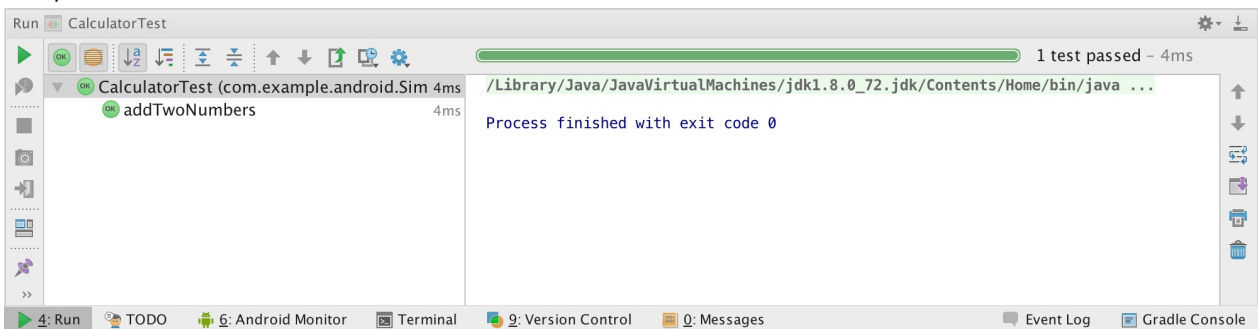 Run CalculatorTest
1 test passed – 4ms
CalculatorTest (com.example.android.Sim 4ms
addTwoNumbers 4ms
/Library/Java/JavaVirtualMachines/jdk1.8.0_72.jdk/Contents/Home/bin/java ...
Process finished with exit code 0
4: Run TODO 6: Android Monitor Terminal 9: Version Control 0: Messages Event Log Gradle Console